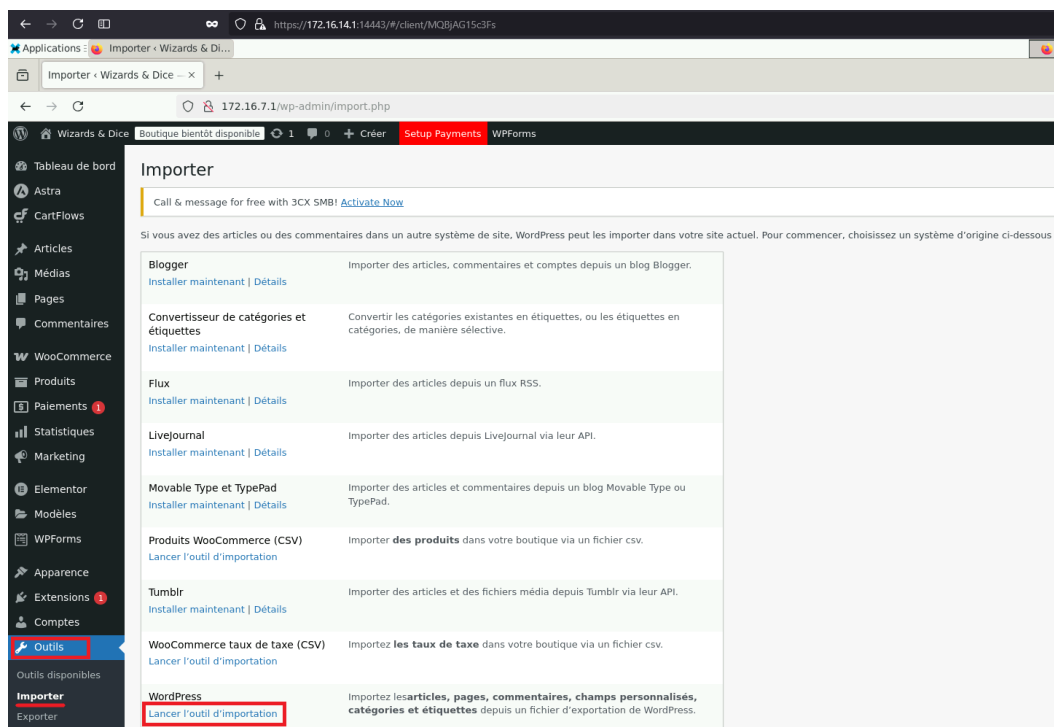 https://172.16.14.1:14443/#/client/MQBjAG15c3Fs
Applications
Importer ‹ Wizards & Di...
Importer ‹ Wizards & Dice —
172.16.7.1/wp-admin/import.php
Wizards & Dice Boutique bientôt disponible 1 0 Créer Setup Payments WPForms
Tableau de bord
Astra
CartFlows
Articles
Médias
Pages
Commentaires
WooCommerce
Produits
Paiements 1
Statistiques
Marketing
Elementor
Modèles
WPForms
Apparence
Extensions 1
Comptes
Outils
Outils disponibles
Importer
Exporter
Importer
Call & message for free with 3CX SMB! Activate Now
Si vous avez des articles ou des commentaires dans un autre système de site, WordPress peut les importer dans votre site actuel. Pour commencer, choisissez un système d’origine ci-dessous
Blogger
Installer maintenant | Détails
Importer des articles, commentaires et comptes depuis un blog Blogger.
Convertisseur de catégories et
étiquettes
Installer maintenant | Détails
Convertir les catégories existantes en étiquettes, ou les étiquettes en
catégories, de manière sélective.
Flux
Installer maintenant | Détails
Importer des articles depuis un flux RSS.
LiveJournal
Installer maintenant | Détails
Importer des articles depuis LiveJournal via leur API.
Movable Type et TypePad
Installer maintenant | Détails
Importer des articles et commentaires depuis un blog Movable Type ou
TypePad.
Produits WooCommerce (CSV)
Lancer l’outil d’importation
Importer des produits dans votre boutique via un fichier csv.
Tumblr
Installer maintenant | Détails
Importer des articles et des fichiers média depuis Tumblr via leur API.
WooCommerce taux de taxe (CSV)
Lancer l’outil d’importation
Importez les taux de taxe dans votre boutique via un fichier csv.
WordPress
Lancer l’outil d’importation
Importez lesarticles, pages, commentaires, champs personnalisés,
catégories et étiquettes depuis un fichier d’exportation de WordPress.